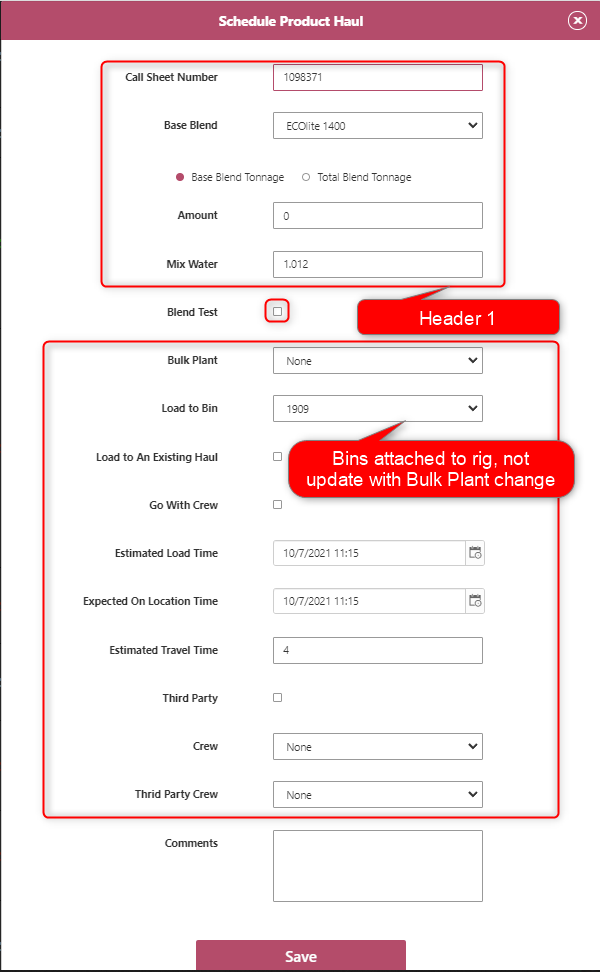 Schedule Product Haul
Call Sheet Number 1098371
Base Blend ECOlite 1400
Base Blend Tonnage Total Blend Tonnage
Amount 0
Mix Water 1.012
Blend Test
Header 1
Bulk Plant None
Load to Bin 1909
Load to An Existing Haul
Bins attached to rig, not
update with Bulk Plant change
Go With Crew
Estimated Load Time 10/7/2021 11:15
Expected On Location Time 10/7/2021 11:15
Estimated Travel Time 4
Third Party
Crew None
Thrid Party Crew None
Comments
Save